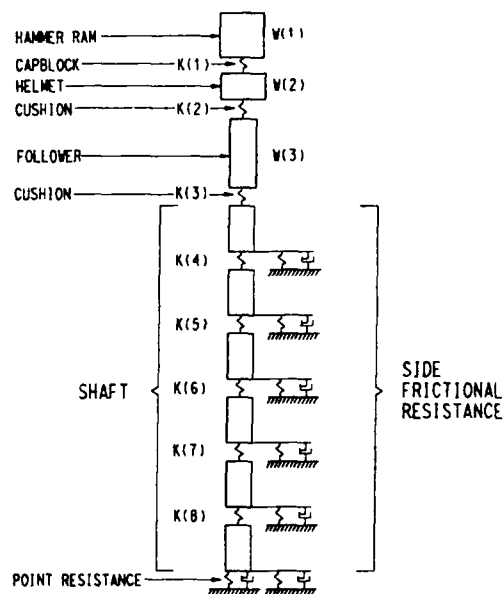 HAMMER RAM W(1)
CAPBLOCK K(1)
HELMET W(2)
CUSHION K(2)
FOLLOWER W(3)
CUSHION K(3)
K(4)
K(5)
SHAFT K(6) SIDE
FRICTIONAL
RESISTANCE
K(7)
K(8)
POINT RESISTANCE